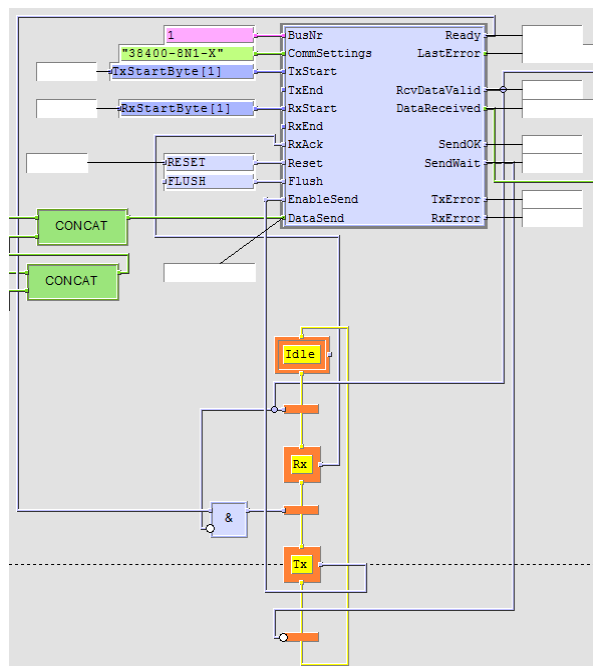 1 BusNr Ready
"38400-8N1-X" CommSettings LastError
TxStartByte[1] TxStart
TxEnd RcvDataValid
RxStartByte[1] RxStart DataReceived
RxEnd
RxAck SendOK
RESET Reset SendWait
FLUSH Flush
EnableSend TxError
DataSend RxError
CONCAT
CONCAT
Idle
Rx
&
Tx